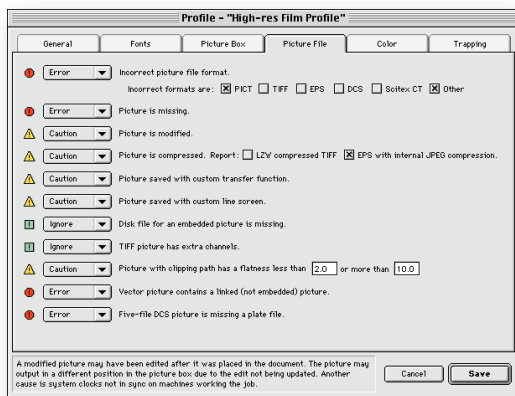 Profile - "High-res Film Profile"
General Fonts Picture Box Picture File Color Trapping
Error Incorrect picture file format.
Incorrect formats are: PICT TIFF EPS DCS Scitex CT Other
Error Picture is missing.
Caution Picture is modified.
Caution Picture is compressed. Report: LZW compressed TIFF EPS with internal JPEG compression.
Caution Picture saved with custom transfer function.
Caution Picture saved with custom line screen.
Ignore Disk file for an embedded picture is missing.
Ignore TIFF picture has extra channels.
Caution Picture with clipping path has a flatness less than 2.0 or more than 10.0
Error Vector picture contains a linked (not embedded) picture.
Error Five-file DCS picture is missing a plate file.
A modified picture may have been edited after it was placed in the document. The picture may
output in a different position in the picture box due to the edit not being updated. Another
cause is system clocks not in sync on machines working the job.
Cancel Save